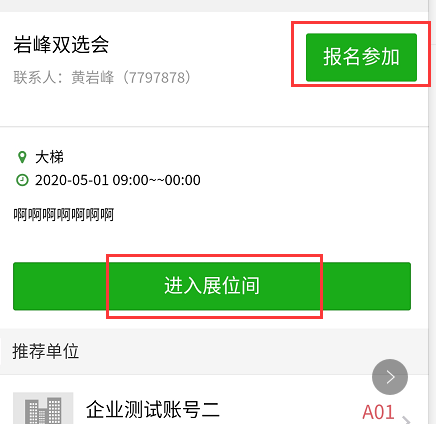 岩峰双选会
报名参加
联系人：黄岩峰（7797878）
大梯
2020-05-01 09:00~~00:00
啊啊啊啊啊啊啊
进入展位间
推荐单位
企业测试账号二
A01